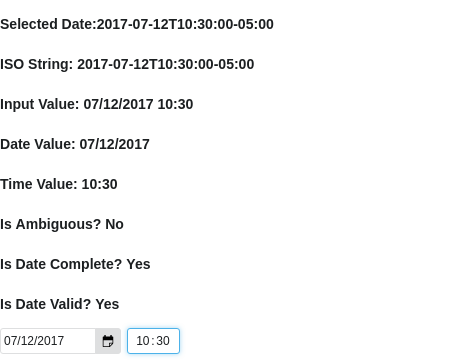 Selected Date:2017-07-12T10:30:00-05:00
ISO String: 2017-07-12T10:30:00-05:00
Input Value: 07/12/2017 10:30
Date Value: 07/12/2017
Time Value: 10:30
Is Ambiguous? No
Is Date Complete? Yes
Is Date Valid? Yes
07/12/2017 10:30